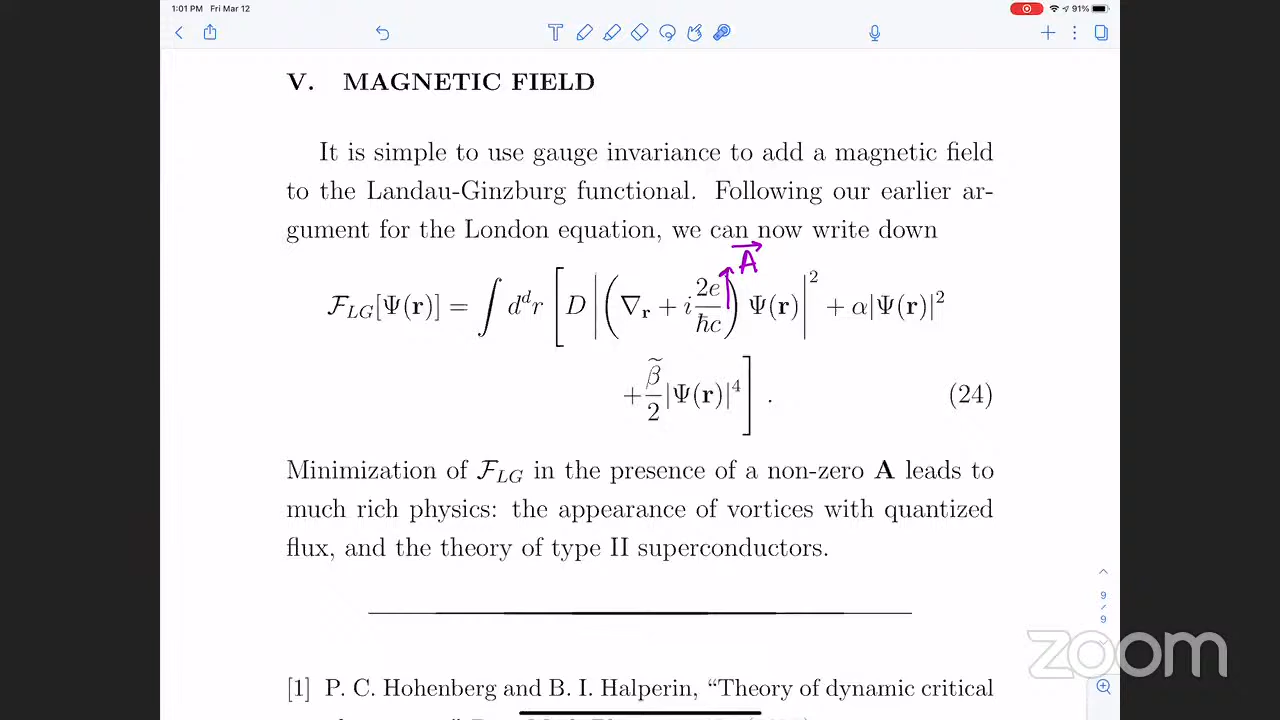 1:01 PM Fri Mar 12
91%
V. MAGNETIC FIELD
It is simple to use gauge invariance to add a magnetic field
to the Landau-Ginzburg functional. Following our earlier ar-
gument for the London equation, we can now write down
A⃗
𝓕_{LG}[Ψ(𝐫)] = ∫ d^d r [ D |(∇_𝐫 + i 2e/ħc) Ψ(𝐫)|² + α|Ψ(𝐫)|²
+ β̃/2 |Ψ(𝐫)|⁴ ] . (24)
Minimization of 𝓕_{LG} in the presence of a non-zero 𝐀 leads to
much rich physics: the appearance of vortices with quantized
flux, and the theory of type II superconductors.
9
/
9
zoom
[1] P. C. Hohenberg and B. I. Halperin, “Theory of dynamic critical